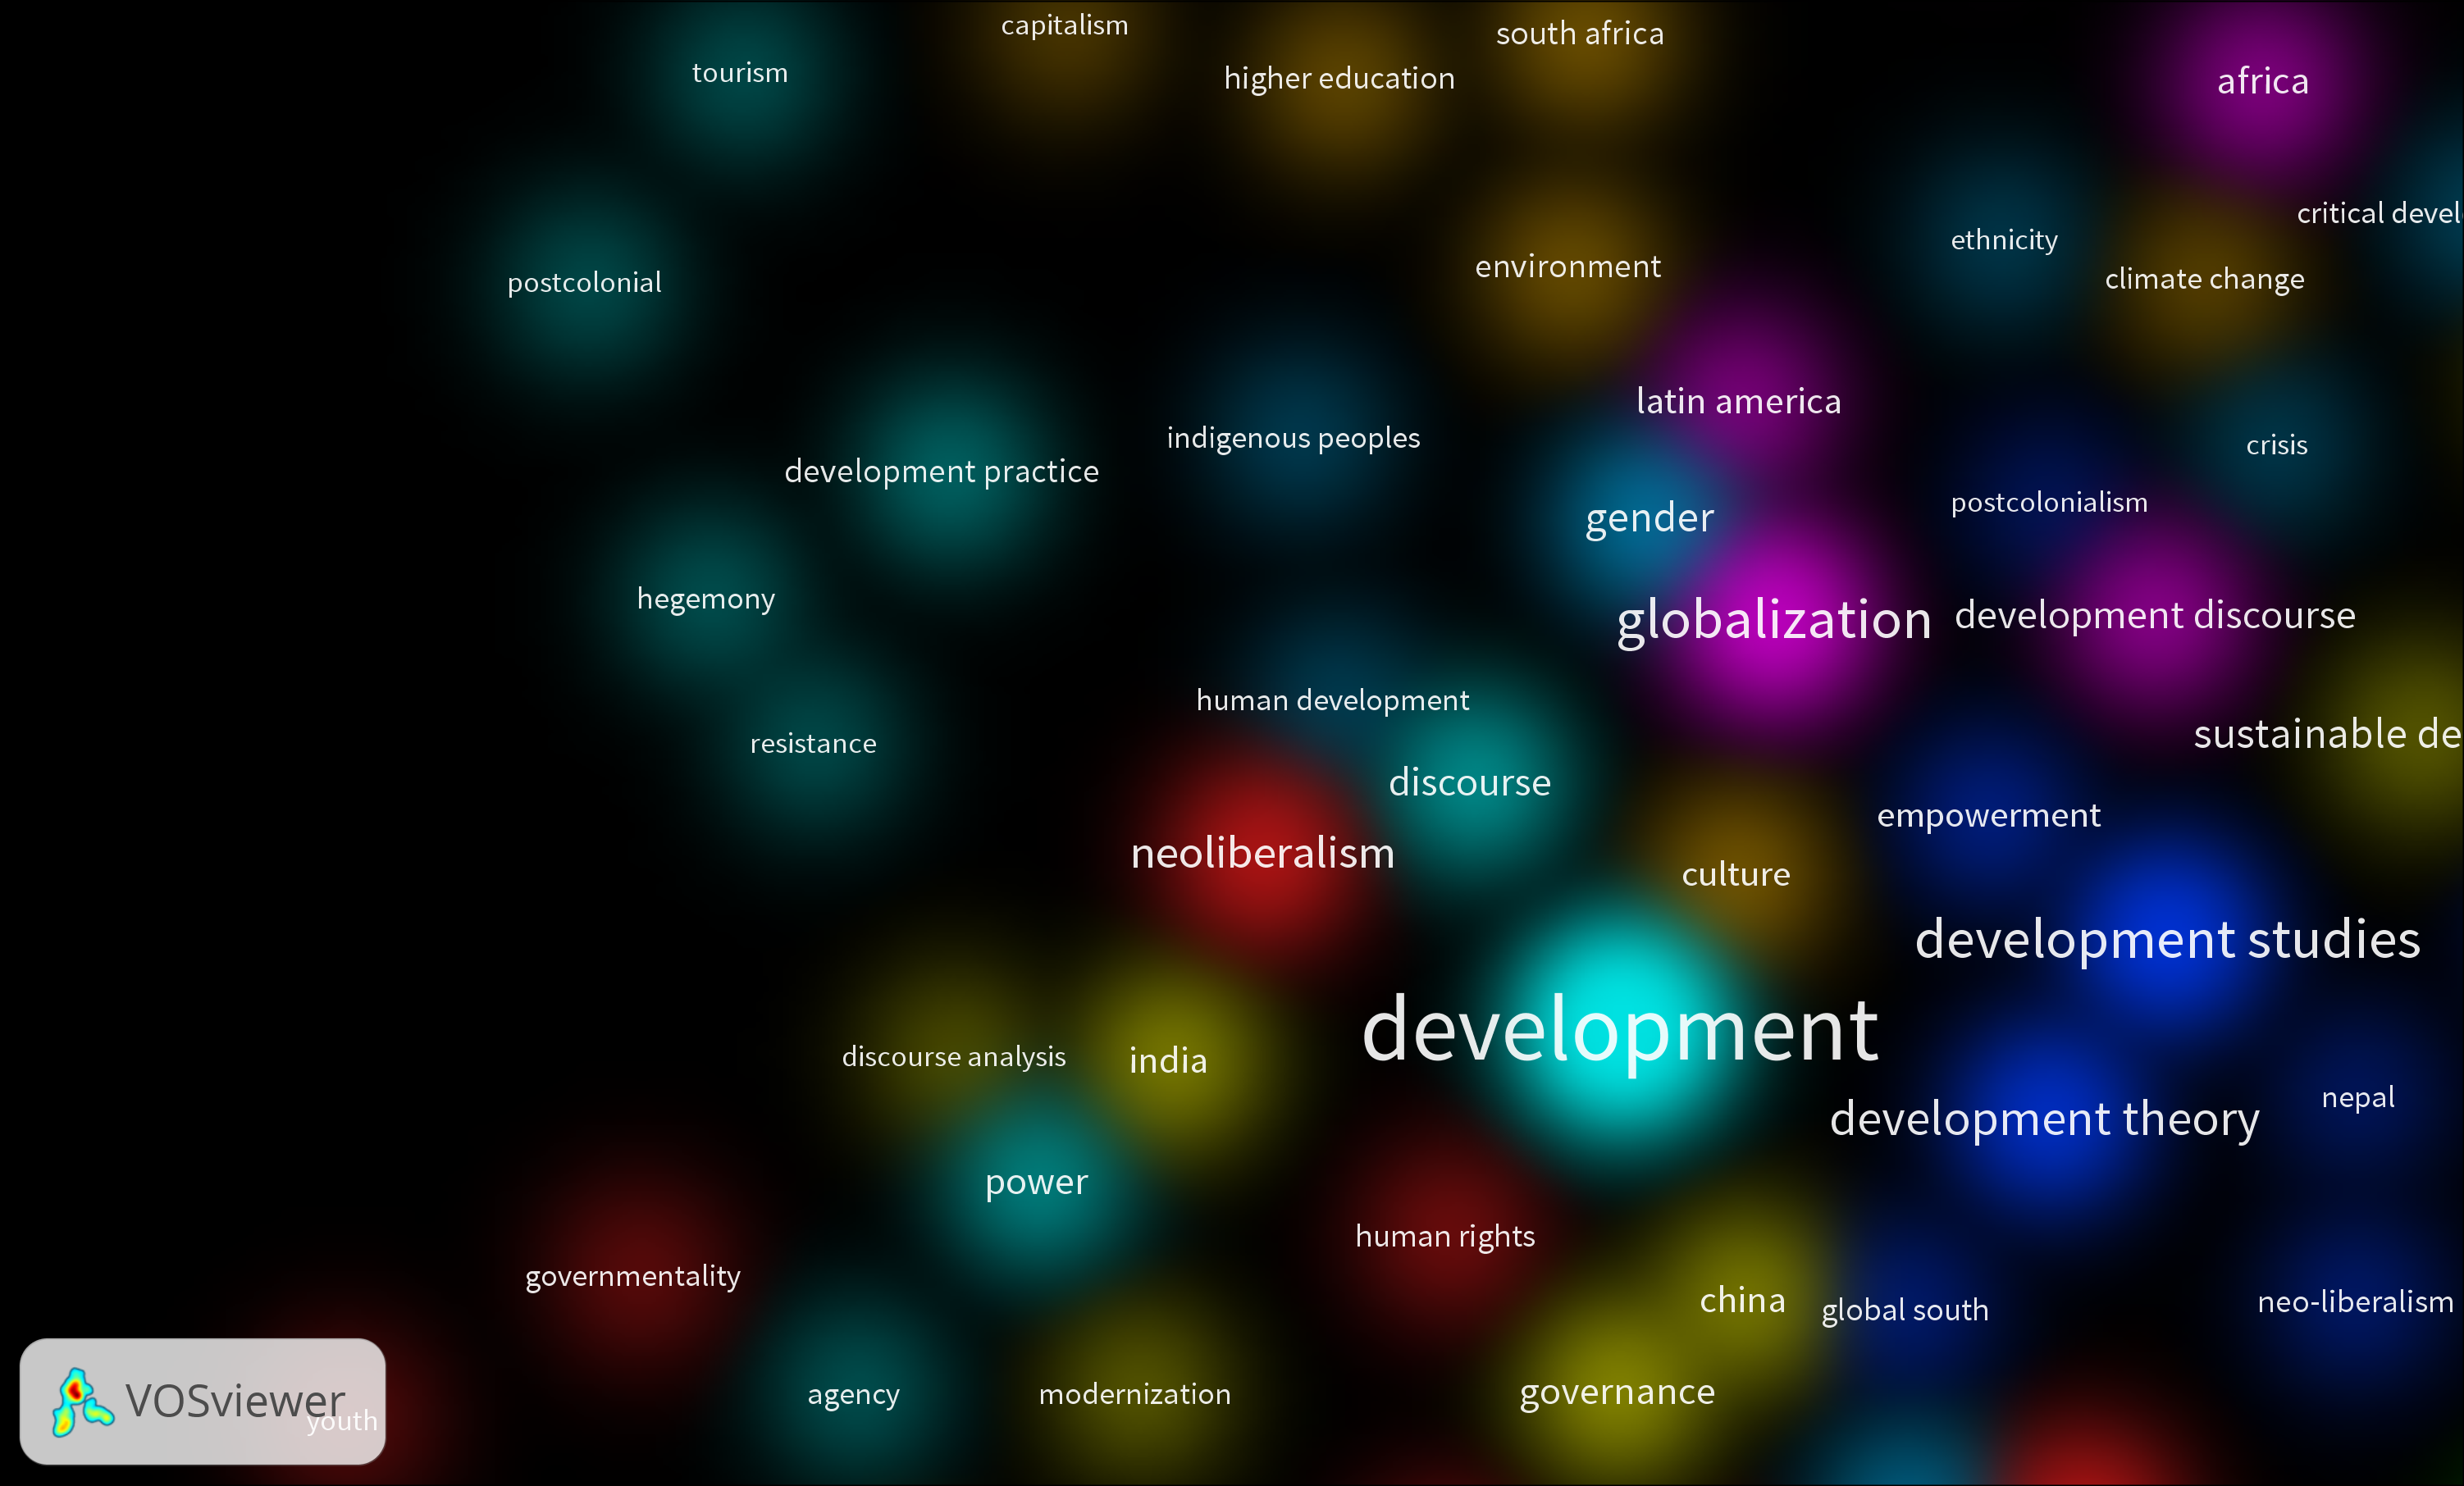 capitalism
south africa
tourism
higher education
africa
critical devel
ethnicity
environment
climate change
postcolonial
latin america
indigenous peoples
crisis
development practice
postcolonialism
gender
hegemony
globalization
development discourse
human development
sustainable de
resistance
discourse
empowerment
neoliberalism
culture
development studies
development
discourse analysis
india
nepal
development theory
power
human rights
governmentality
china
global south
neo-liberalism
agency
modernization
governance
VOSviewer
youth